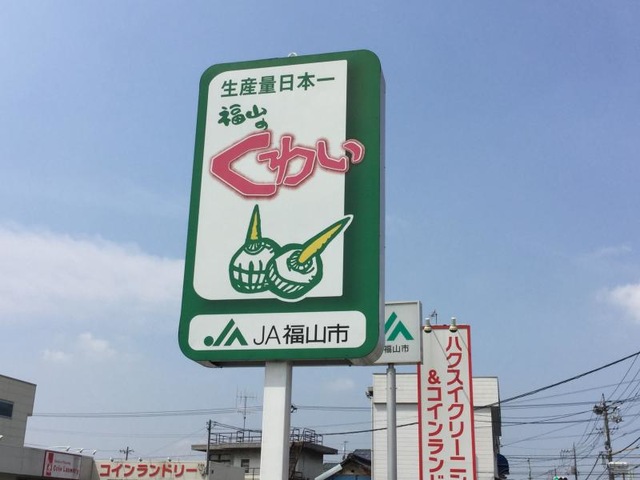 生産量日本一
福山の
くわい
JA福山市
福山市
ハクスイクリーニ
&コインランド
コインランドリー
Coin Laundry